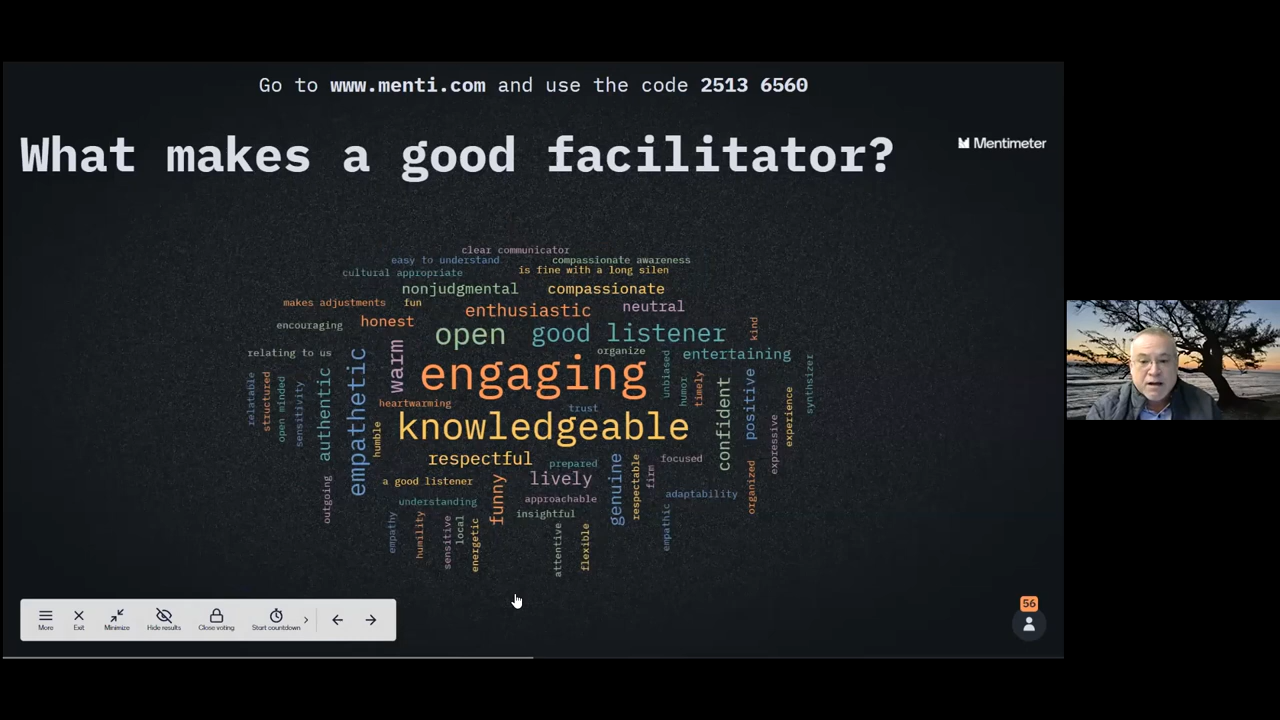 Go to www.menti.com and use the code 2513 6560
What makes a good facilitator?
Mentimeter
clear communicator
easy to understand
compassionate awareness
cultural appropriate
is fine with a long silen
nonjudgmental
compassionate
makes adjustments
fun
enthusiastic
neutral
encouraging
honest
open
good listener
kind
relating to us
warm
organize
entertaining
engaging
unbiased
humor
timely
synthsizer
relatable
structured
open minded
sensitivity
authentic
empathetic
heartwarming
trust
confident
positive
experience
humble
knowledgeable
expressive
respectful
prepared
focused
a good listener
funny
lively
genuine
respectable
firm
organized
outgoing
understanding
approachable
adaptability
insightful
empathy
humility
sensitive
local
energetic
attentive
flexible
empathic
More
Exit
Minimize
Hide results
Close voting
Start countdown
56